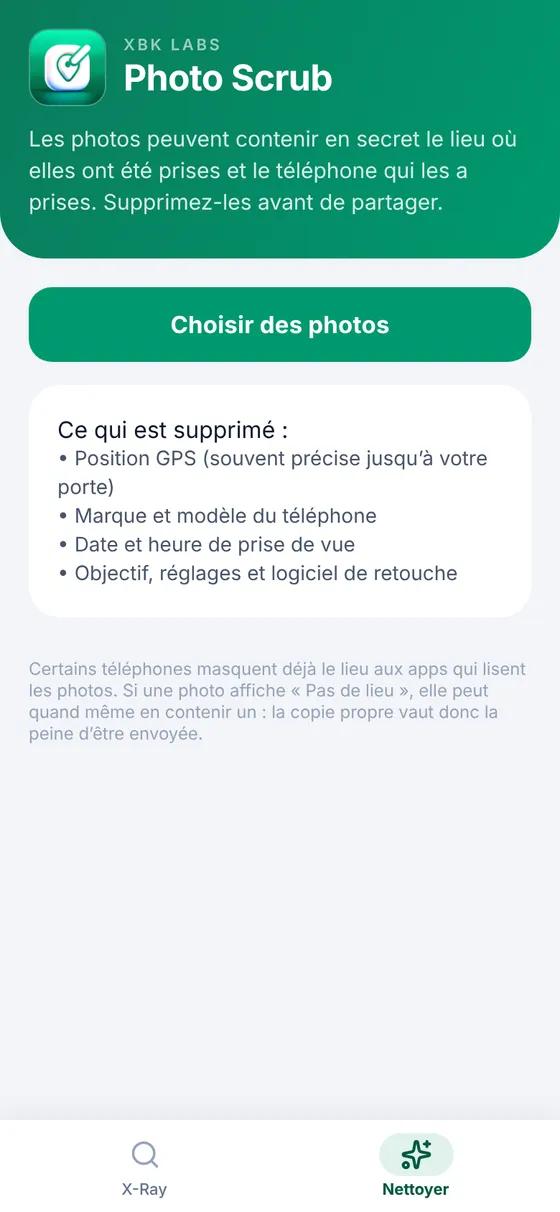 XBK LABS
Photo Scrub
Les photos peuvent contenir en secret le lieu où
elles ont été prises et le téléphone qui les a
prises. Supprimez-les avant de partager.
Choisir des photos
Ce qui est supprimé :
• Position GPS (souvent précise jusqu’à votre
porte)
• Marque et modèle du téléphone
• Date et heure de prise de vue
• Objectif, réglages et logiciel de retouche
Certains téléphones masquent déjà le lieu aux apps qui lisent
les photos. Si une photo affiche « Pas de lieu », elle peut
quand même en contenir un : la copie propre vaut donc la
peine d’être envoyée.
X-Ray
Nettoyer